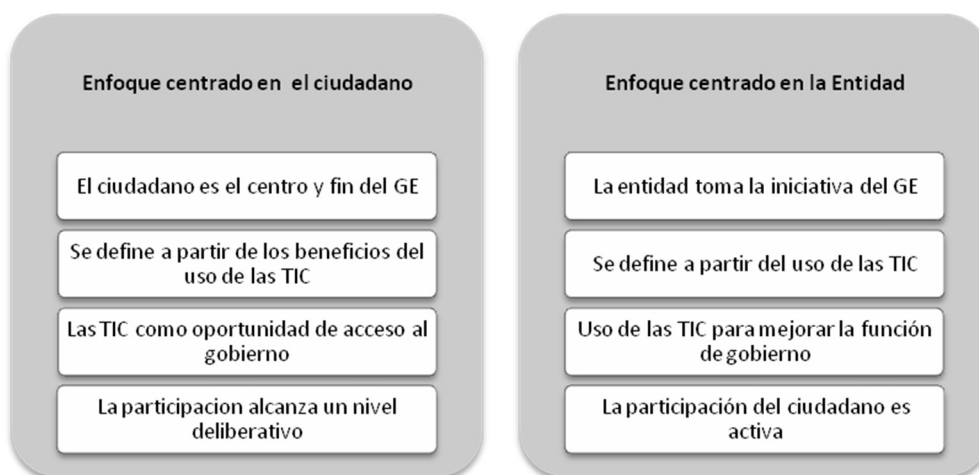 Enfoque centrado en el ciudadano
El ciudadano es el centro y fin del GE
Se define a partir de los beneficios del
uso de las TIC
Las TIC como oportunidad de acceso al
gobierno
La participacion alcanza un nivel
deliberativo
Enfoque centrado en la Entidad
La entidad toma la iniciativa del GE
Se define a partir del uso de las TIC
Uso de las TIC para mejorar la función
de gobierno
La participación del ciudadano es
activa